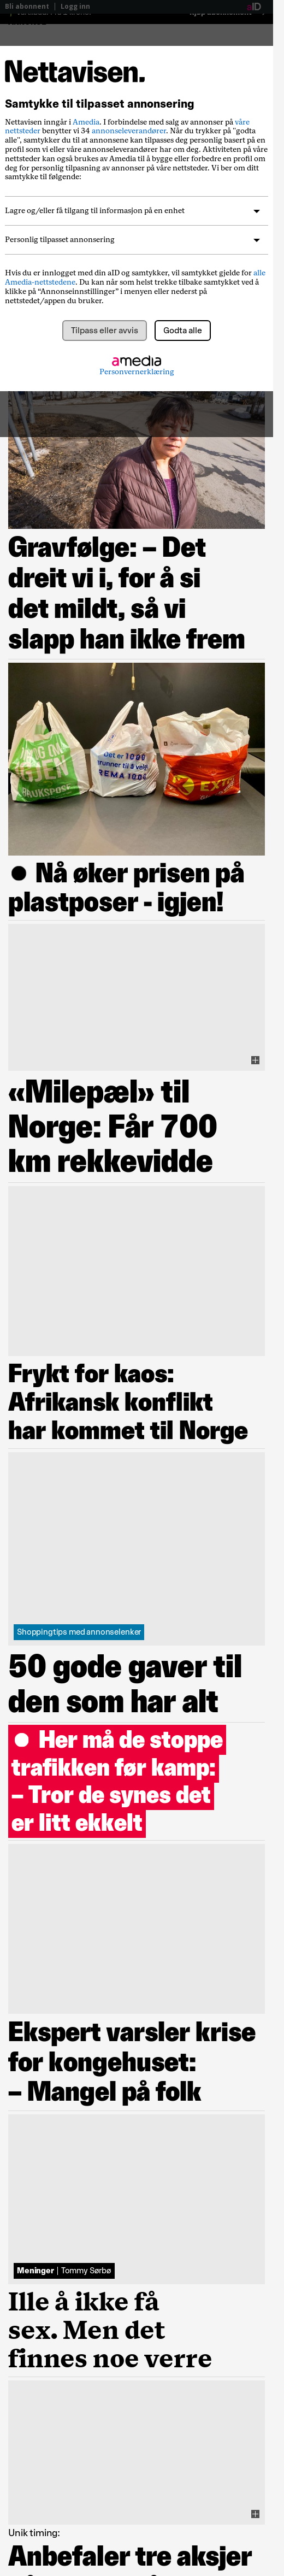 Bli abonnent | Logg inn
aID
Nettavisen.
Samtykke til tilpasset annonsering
Nettavisen inngår i Amedia. I forbindelse med salg av annonser på våre
nettsteder benytter vi 34 annonseleverandører. Når du trykker på "godta
alle", samtykker du til at annonsene kan tilpasses deg personlig basert på en
profil som vi eller våre annonseleverandører har om deg. Aktiviteten på våre
nettsteder kan også brukes av Amedia til å bygge eller forbedre en profil om
deg for personlig tilpasning av annonser på våre nettsteder. Vi ber om ditt
samtykke til følgende:
Lagre og/eller få tilgang til informasjon på en enhet
Personlig tilpasset annonsering
Hvis du er innlogget med din aID og samtykker, vil samtykket gjelde for alle
Amedia-nettstedene. Du kan når som helst trekke tilbake samtykket ved å
klikke på “Annonseinnstillinger” i menyen eller nederst på
nettstedet/appen du bruker.
Tilpass eller avvis
Godta alle
amedia
Personvernerklæring
Gravfølge: – Det
dreit vi i, for å si
det mildt, så vi
slapp han ikke frem
● Nå øker prisen på
plastposer - igjen!
«Milepæl» til
Norge: Får 700
km rekkevidde
Frykt for kaos:
Afrikansk konflikt
har kommet til Norge
Shoppingtips med annonselenker
50 gode gaver til
den som har alt
● Her må de stoppe
trafikken før kamp:
– Tror de synes det
er litt ekkelt
Ekspert varsler krise
for kongehuset:
– Mangel på folk
Meninger | Tommy Sørbø
Ille å ikke få
sex. Men det
finnes noe verre
Unik timing:
Anbefaler tre aksjer